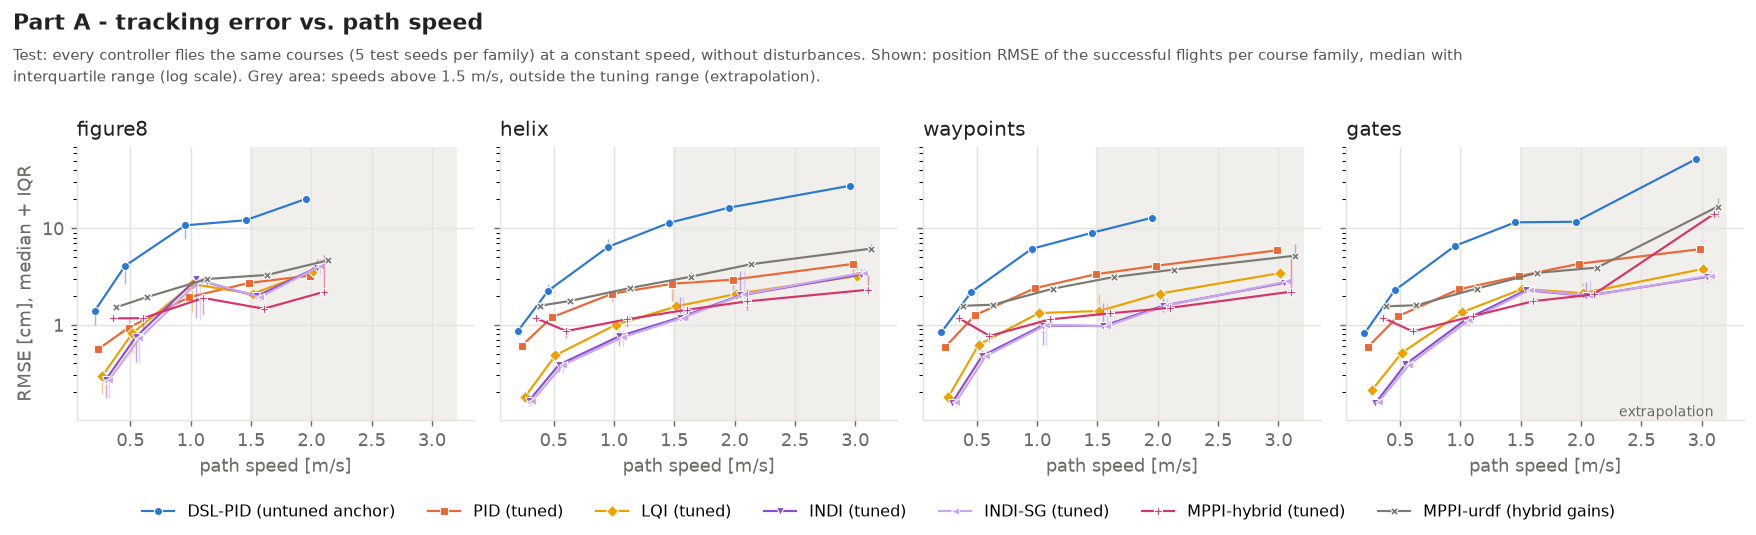 Part A - tracking error vs. path speed
Test: every controller flies the same courses (5 test seeds per family) at a constant speed, without disturbances. Shown: position RMSE of the successful flights per course family, median with
interquartile range (log scale). Grey area: speeds above 1.5 m/s, outside the tuning range (extrapolation).
figure8 helix waypoints gates
RMSE [cm], median + IQR
10
1
extrapolation
0.5 1.0 1.5 2.0 2.5 3.0 0.5 1.0 1.5 2.0 2.5 3.0 0.5 1.0 1.5 2.0 2.5 3.0 0.5 1.0 1.5 2.0 2.5 3.0
path speed [m/s] path speed [m/s] path speed [m/s] path speed [m/s]
DSL-PID (untuned anchor) PID (tuned) LQI (tuned) INDI (tuned) INDI-SG (tuned) MPPI-hybrid (tuned) MPPI-urdf (hybrid gains)